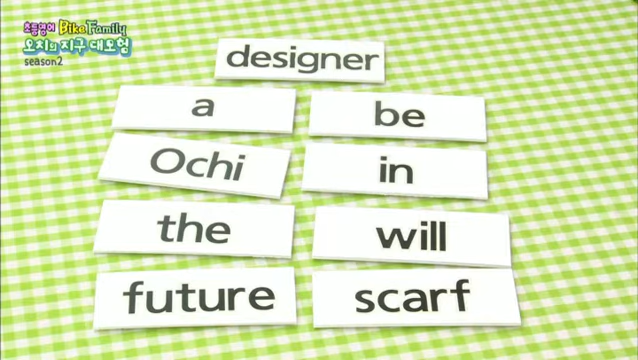 초등영어 Bike Family
오치의 지구 대모험
season2
designer
a be
Ochi in
the will
future scarf